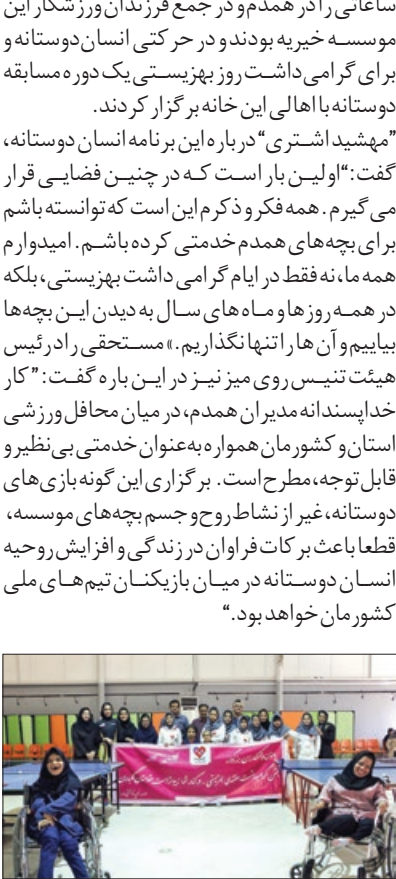 ساعاتی را در همدم و در جمع فرزندان ورزشکار این
موسسه خیریه بودند و در حرکتی انسان دوستانه و
برای گرامی داشت روز بهزیستی یک دوره مسابقه
دوستانه با اهالی این خانه برگزار کردند.
”مهشید اشتری“ درباره این برنامه انسان دوستانه،
گفت: “اولین بار است که در چنین فضایی قرار
می گیرم. همه فکر و ذکرم این است که توانسته باشم
برای بچه های همدم خدمتی کرده باشم. امیدوارم
همه ما، نه فقط در ایام گرامی داشت بهزیستی، بلکه
در همه روزها و ماه های سال به دیدن این بچه ها
بیاییم و آن ها را تنها نگذاریم.» مستحقی راد رئیس
هیئت تنیس روی میز نیز در این باره گفت: ” کار
خداپسندانه مدیران همدم، در میان محافل ورزشی
استان و کشورمان همواره به عنوان خدمتی بی نظیر و
قابل توجه، مطرح است. برگزاری این گونه بازی های
دوستانه، غیر از نشاط روح و جسم بچه های موسسه،
قطعا باعث برکات فراوان در زندگی و افزایش روحیه
انسان دوستانه در میان بازیکنان تیم های ملی
کشورمان خواهد بود.“